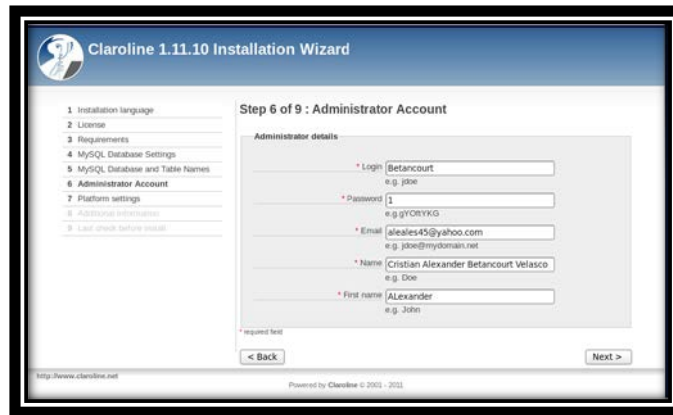 Claroline 1.11.10 Installation Wizard
1 Installation language
2 License
3 Requirements
4 MySQL Database Settings
5 MySQL Database and Table Names
6 Administrator Account
7 Platform settings
8 Additional Information
9 Last check before install
Step 6 of 9 : Administrator Account
Administrator details
* Login Betancourt
e.g. jdoe
* Password 1
e.g.gYOftYKG
* Email aleales45@yahoo.com
e.g. jdoe@mydomain.net
* Name Cristian Alexander Betancourt Velasco
e.g. Doe
* First name ALexander
e.g. John
* required field
< Back
Next >
http://www.claroline.net
Powered by Claroline © 2001 - 2011